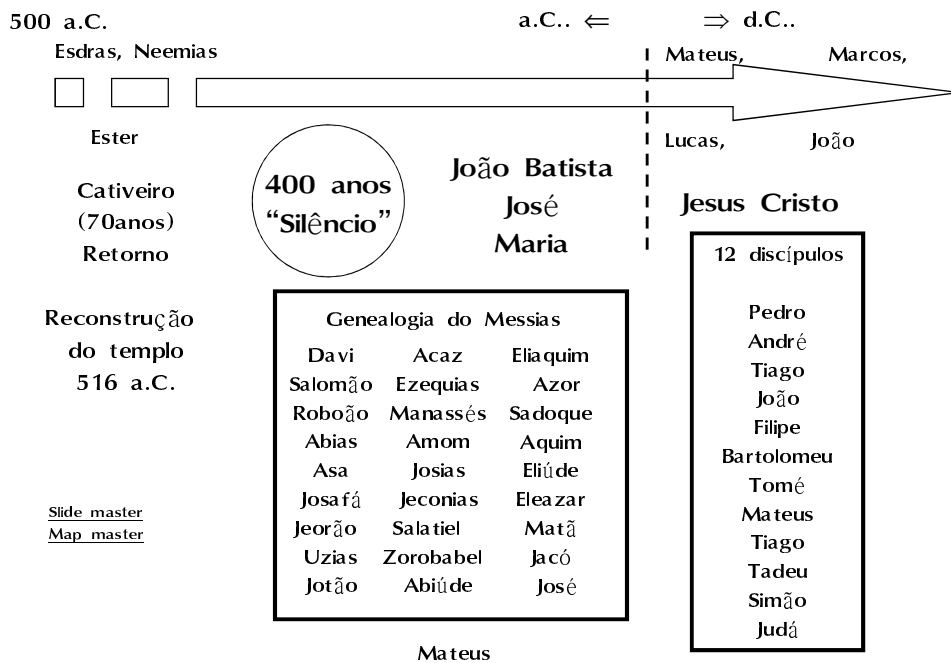 500 a.C.
a.C.. ⇐ ⇒ d.C..
Esdras, Neemias
Mateus, Marcos,
Ester
Lucas, João
Cativeiro
(70anos)
Retorno
400 anos
“Silêncio”
João Batista
José
Maria
Jesus Cristo
Reconstrução
do templo
516 a.C.
Genealogia do Messias
Davi Acaz Eliaquim
Salomão Ezequias Azor
Roboão Manassés Sadoque
Abias Amom Aquim
Asa Josias Eliúde
Josafá Jeconias Eleazar
Jeorão Salatiel Matã
Uzias Zorobabel Jacó
Jotão Abiúde José
Mateus
12 discípulos
Pedro
André
Tiago
João
Filipe
Bartolomeu
Tomé
Mateus
Tiago
Tadeu
Simão
Judá
Slide master
Map master